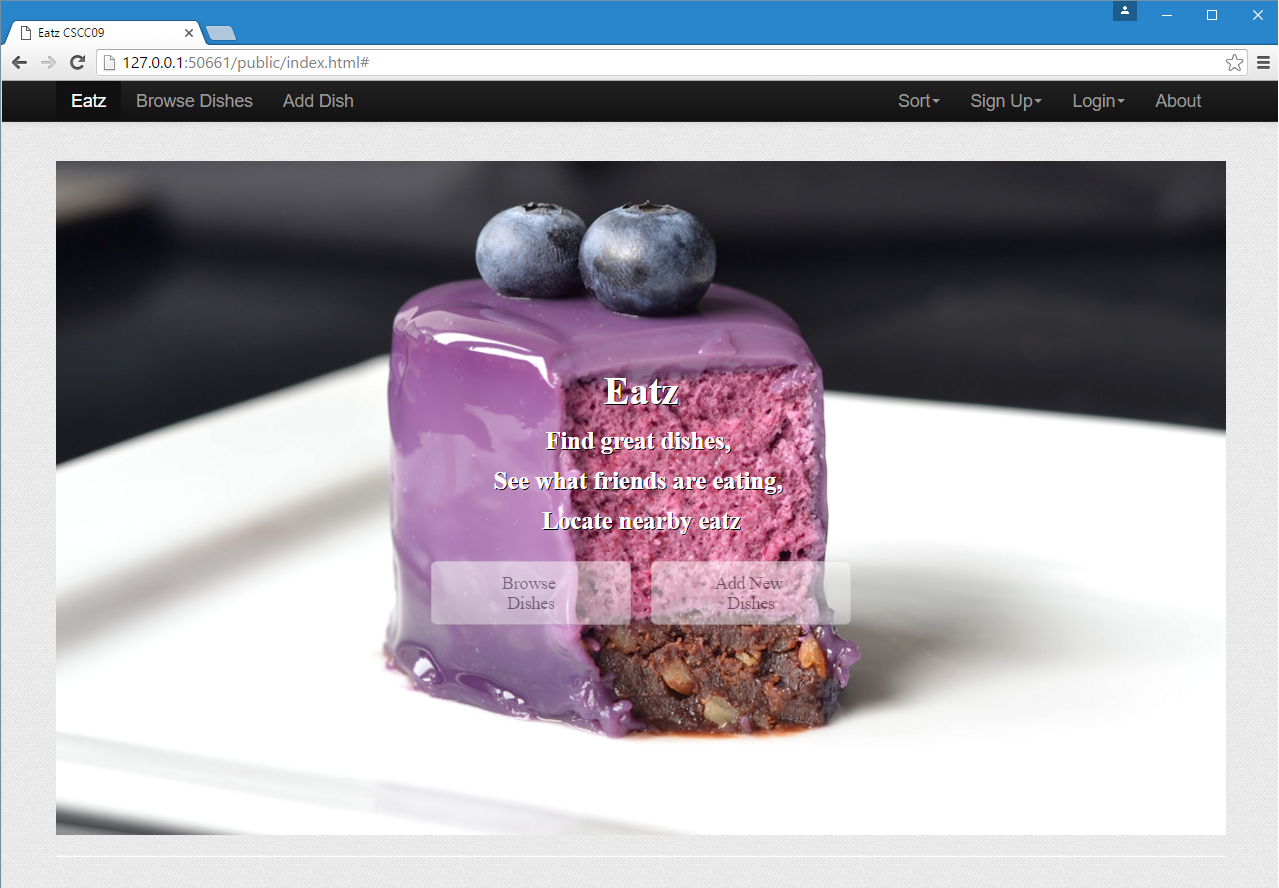 Eatz CSCC09
127.0.0.1:50661/public/index.html#
Eatz Browse Dishes Add Dish Sort Sign Up Login About
Eatz
Find great dishes,
See what friends are eating,
Locate nearby eatz
Browse
Dishes
Add New
Dishes